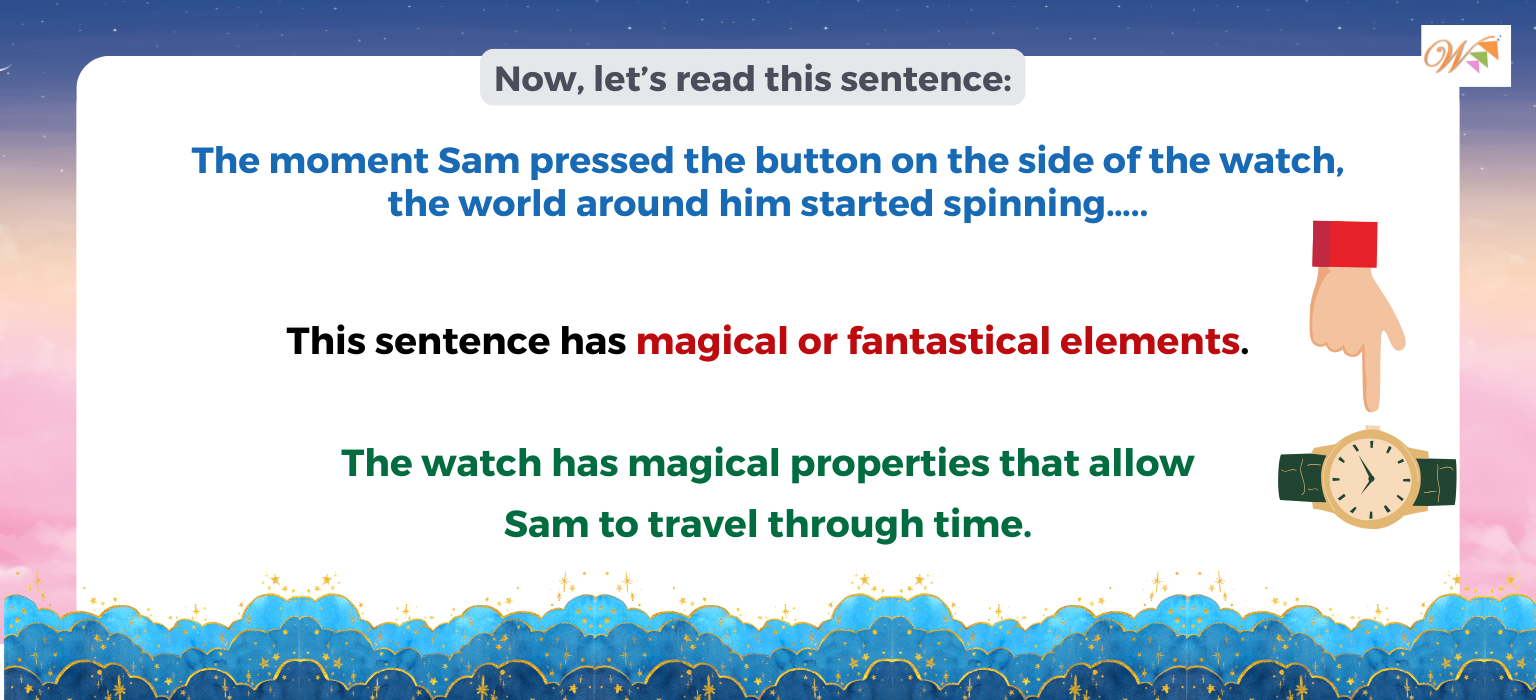 Now, let’s read this sentence:
The moment Sam pressed the button on the side of the watch,
the world around him started spinning.....
This sentence has magical or fantastical elements.
The watch has magical properties that allow
Sam to travel through time.
W